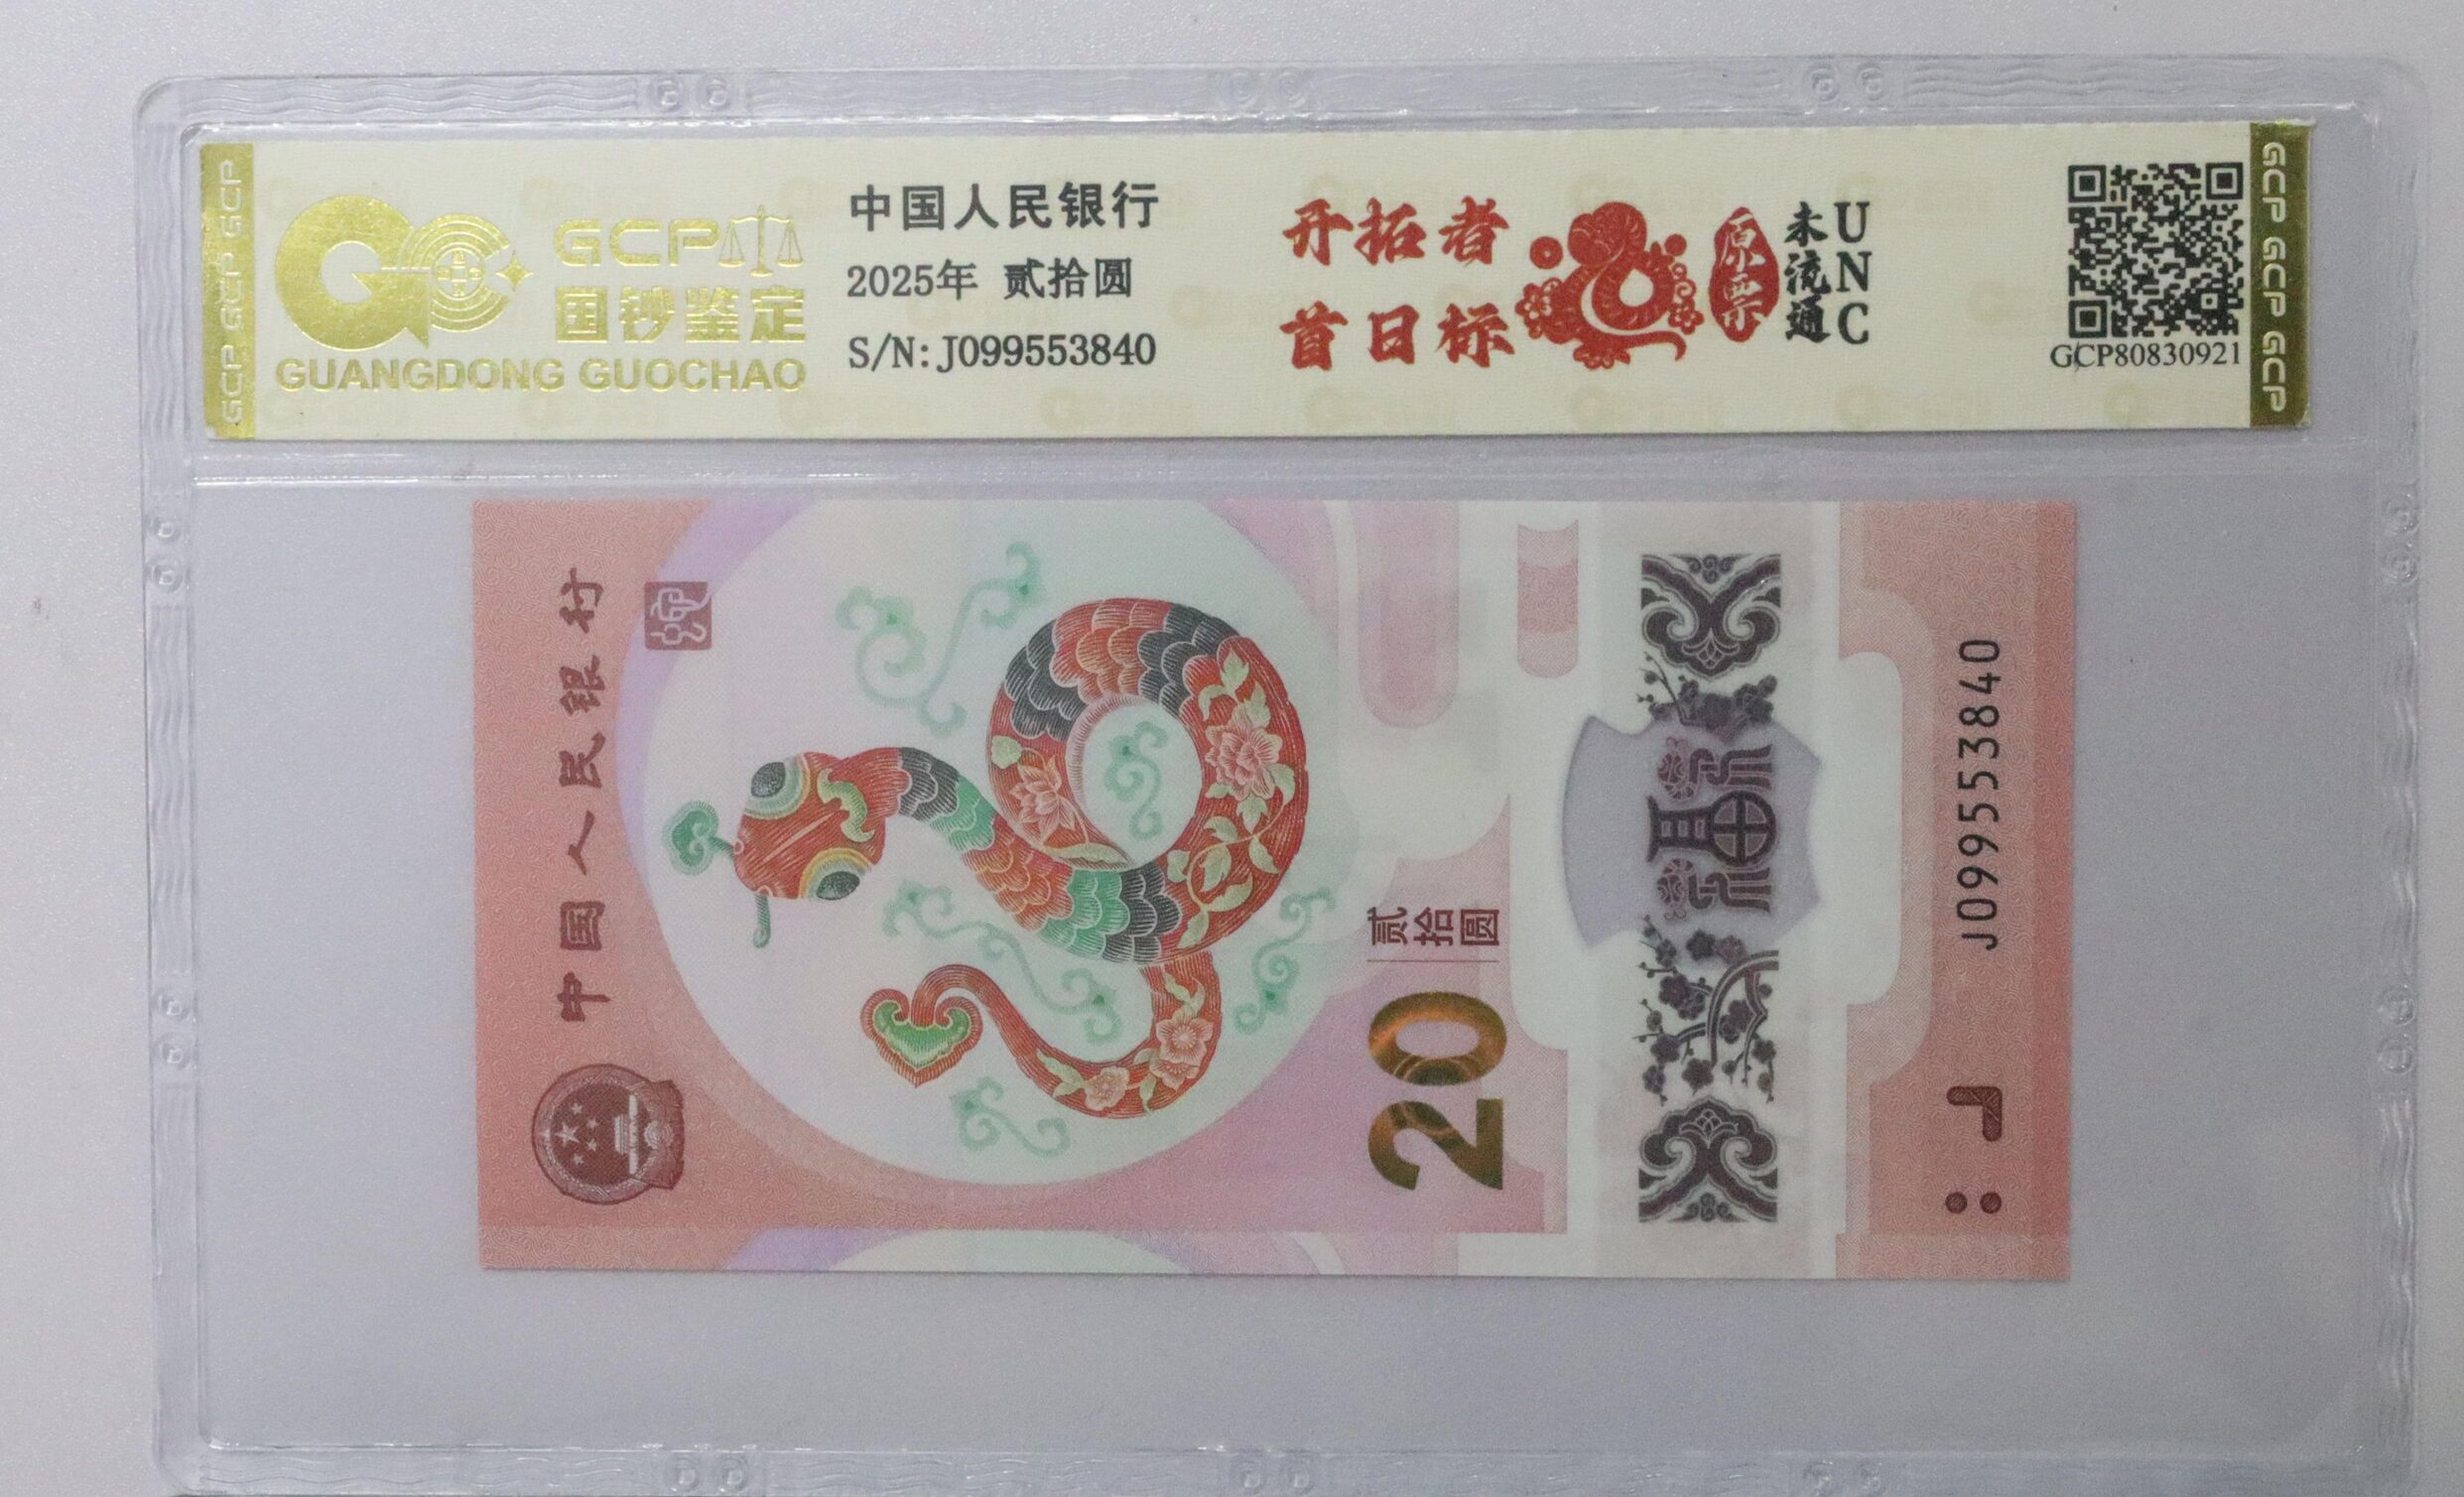 GCP GCP GCP
GCP
国钞鉴定
GUANGDONG GUOCHAO
中国人民银行
2025年 贰拾圆
S/N:J099553840
开拓者
首日标
原票
未流通
UNC
GCP80830921
GCP GCP GCP
中国人民银行
蛇
20
贰拾圆
福
J099553840